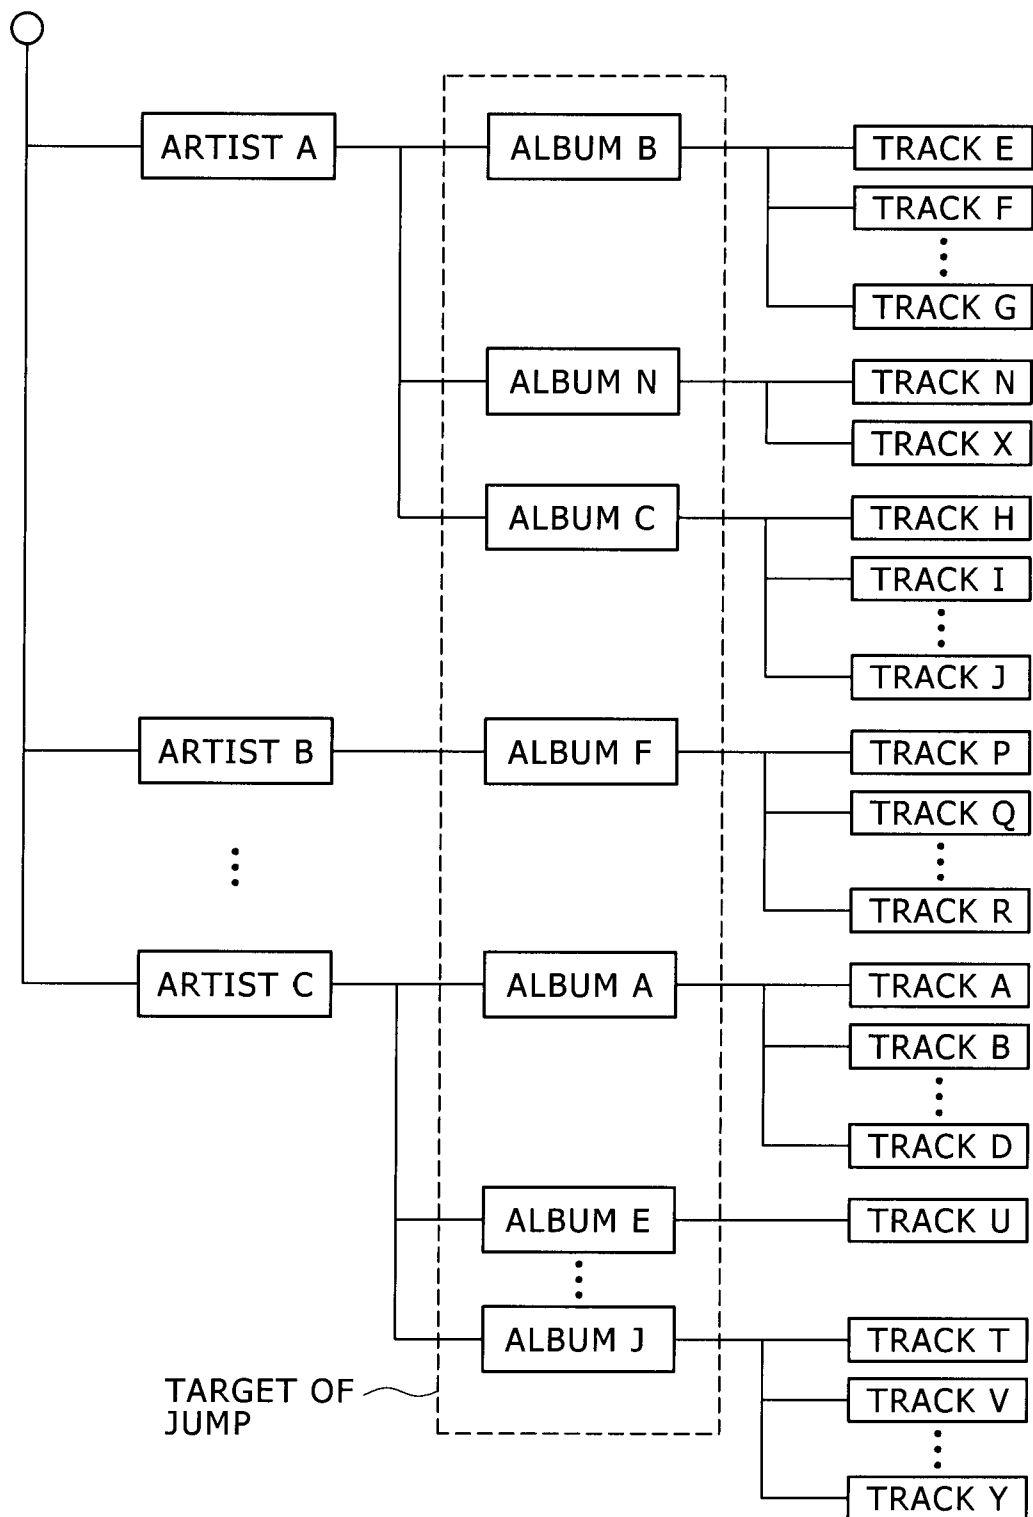 ARTIST A
ALBUM B
TRACK E
TRACK F
TRACK G
ALBUM N
TRACK N
TRACK X
ALBUM C
TRACK H
TRACK I
TRACK J
ARTIST B
ALBUM F
TRACK P
TRACK Q
TRACK R
ARTIST C
ALBUM A
TRACK A
TRACK B
TRACK D
ALBUM E
TRACK U
ALBUM J
TRACK T
TRACK V
TRACK Y
TARGET OF
JUMP